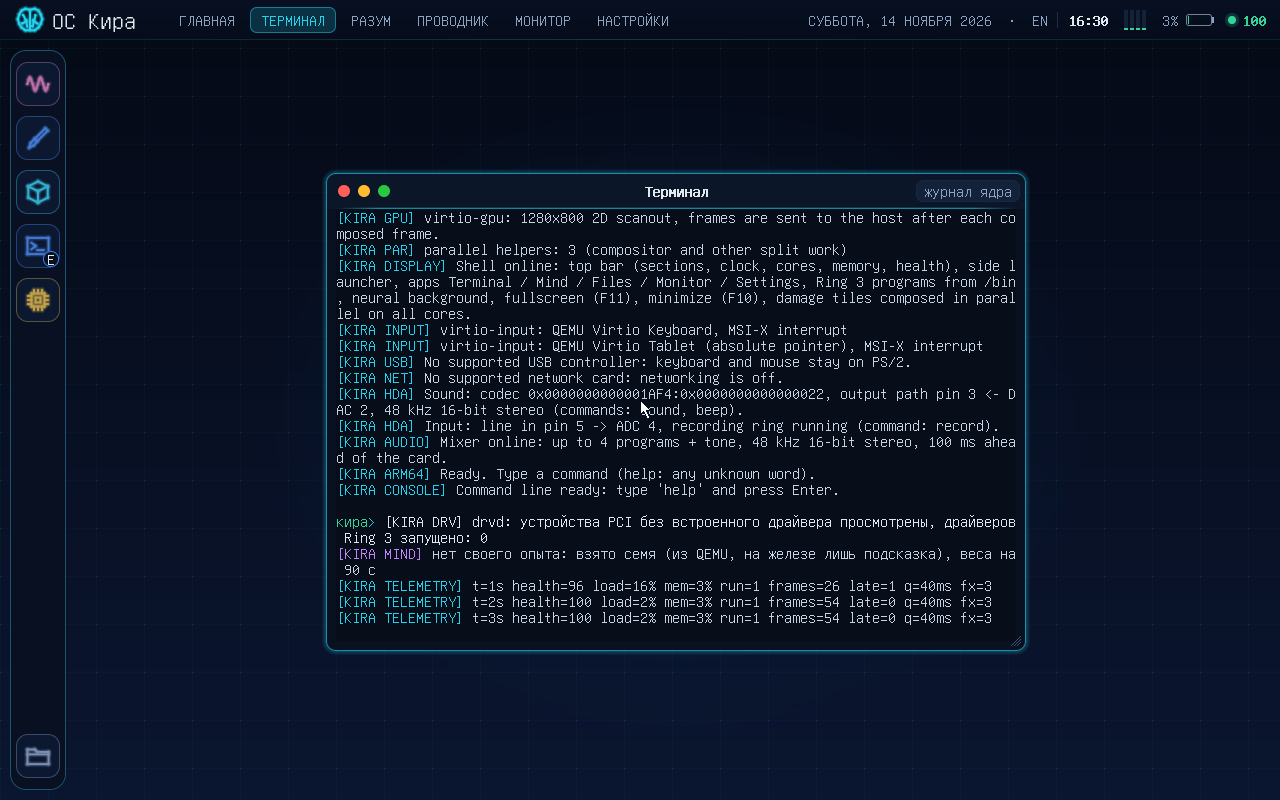 ОС Кира ГЛАВНАЯ ТЕРМИНАЛ РАЗУМ ПРОВОДНИК МОНИТОР НАСТРОЙКИ СУББОТА, 14 НОЯБРЯ 2026 · EN 16:30 3% 100
Терминал журнал ядра
[KIRA GPU] virtio-gpu: 1280x800 2D scanout, frames are sent to the host after each co
mposed frame.
[KIRA PAR] parallel helpers: 3 (compositor and other split work)
[KIRA DISPLAY] Shell online: top bar (sections, clock, cores, memory, health), side l
auncher, apps Terminal / Mind / Files / Monitor / Settings, Ring 3 programs from /bin
, neural background, fullscreen (F11), minimize (F10), damage tiles composed in paral
lel on all cores.
[KIRA INPUT] virtio-input: QEMU Virtio Keyboard, MSI-X interrupt
[KIRA INPUT] virtio-input: QEMU Virtio Tablet (absolute pointer), MSI-X interrupt
[KIRA USB] No supported USB controller: keyboard and mouse stay on PS/2.
[KIRA NET] No supported network card: networking is off.
[KIRA HDA] Sound: codec 0x0000000000001AF4:0x0000000000000022, output path pin 3 <- D
AC 2, 48 kHz 16-bit stereo (commands: sound, beep).
[KIRA HDA] Input: line in pin 5 -> ADC 4, recording ring running (command: record).
[KIRA AUDIO] Mixer online: up to 4 programs + tone, 48 kHz 16-bit stereo, 100 ms ahea
d of the card.
[KIRA ARM64] Ready. Type a command (help: any unknown word).
[KIRA CONSOLE] Command line ready: type 'help' and press Enter.
кира> [KIRA DRV] drvd: устройства PCI без встроенного драйвера просмотрены, драйверов
Ring 3 запущено: 0
[KIRA MIND] нет своего опыта: взято семя (из QEMU, на железе лишь подсказка), веса на
90 с
[KIRA TELEMETRY] t=1s health=96 load=16% mem=3% run=1 frames=26 late=1 q=40ms fx=3
[KIRA TELEMETRY] t=2s health=100 load=2% mem=3% run=1 frames=54 late=0 q=40ms fx=3
[KIRA TELEMETRY] t=3s health=100 load=2% mem=3% run=1 frames=54 late=0 q=40ms fx=3
E